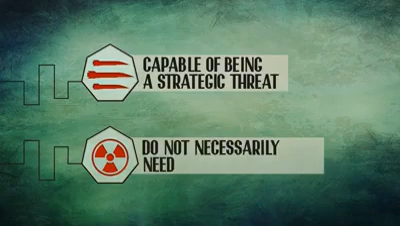 CAPABLE OF BEING
A STRATEGIC THREAT
DO NOT NECESSARILY
NEED